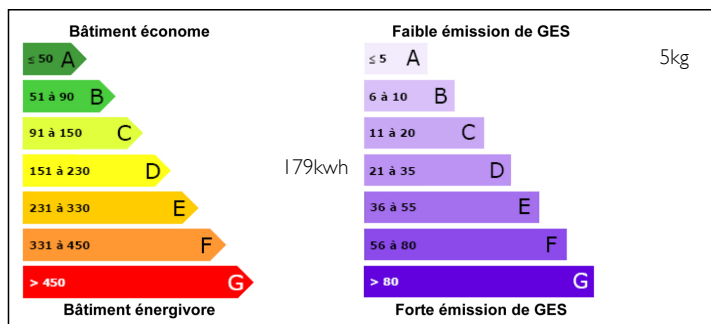 Bâtiment économe
≤ 50 A
51 à 90 B
91 à 150 C
151 à 230 D
179kwh
231 à 330 E
331 à 450 F
> 450 G
Bâtiment énergivore
Faible émission de GES
≤ 5 A
5kg
6 à 10 B
11 à 20 C
21 à 35 D
36 à 55 E
56 à 80 F
> 80 G
Forte émission de GES